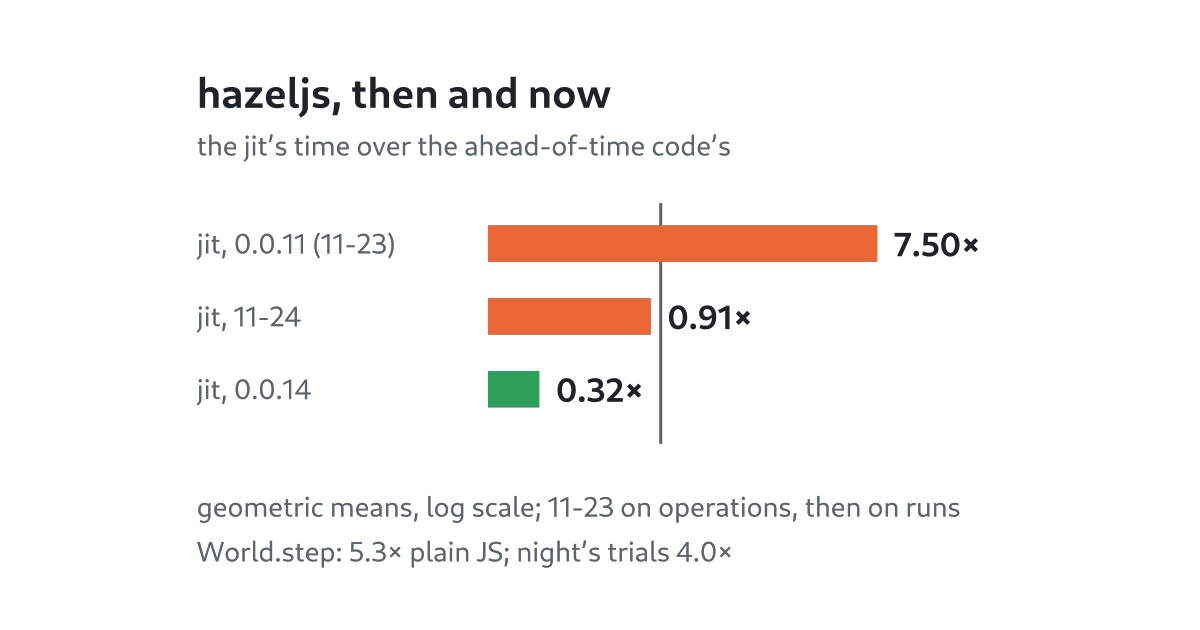 hazeljs, then and now
the jit’s time over the ahead-of-time code’s
jit, 0.0.11 (11-23)
7.50×
jit, 11-24
0.91×
jit, 0.0.14
0.32×
geometric means, log scale; 11-23 on operations, then on runs
World.step: 5.3× plain JS; night’s trials 4.0×